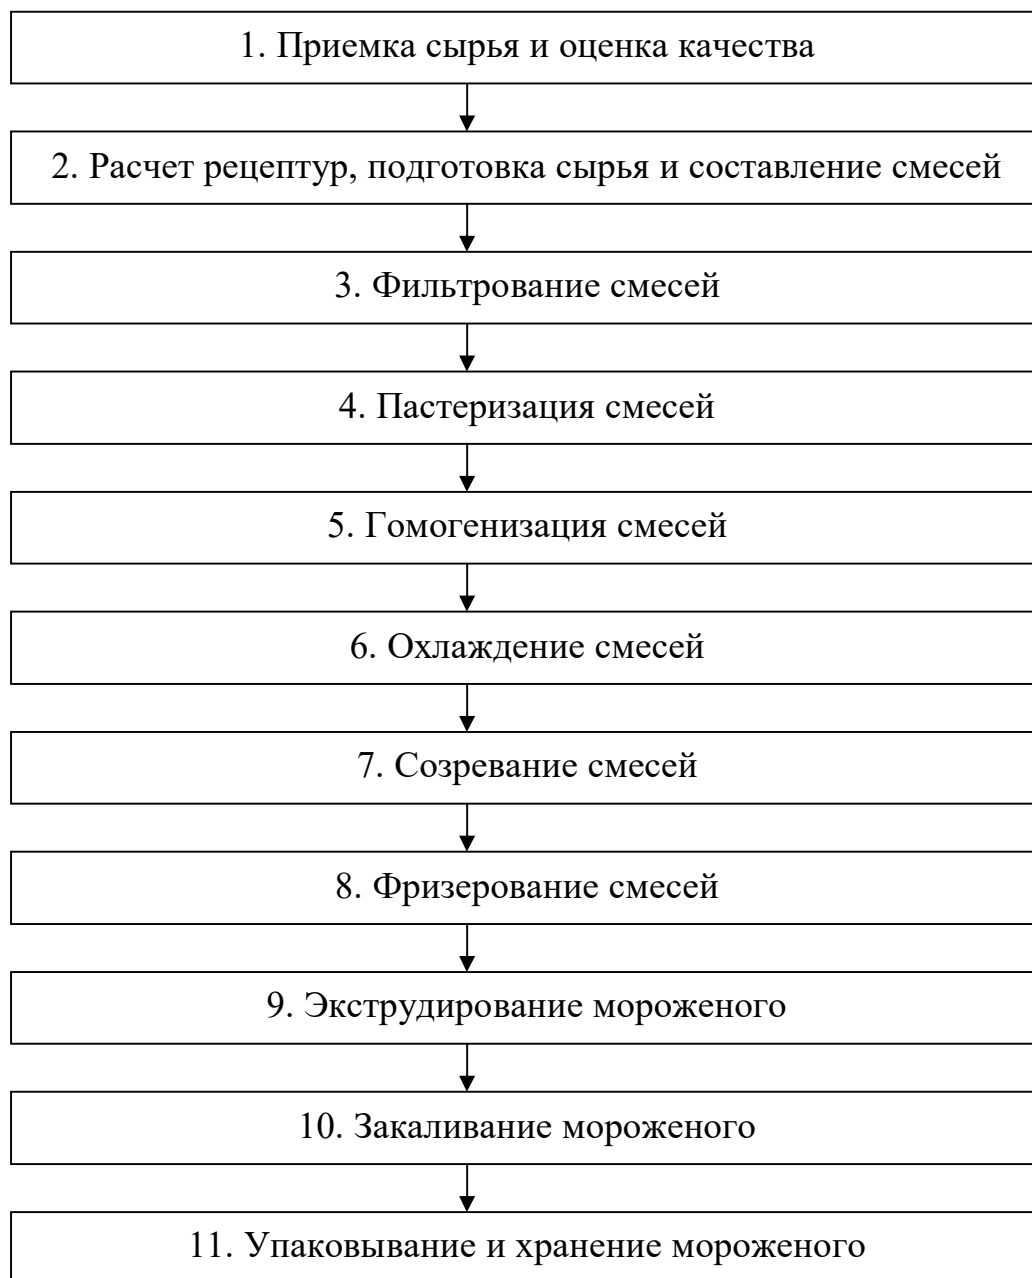 1. Приемка сырья и оценка качества
2. Расчет рецептур, подготовка сырья и составление смесей
3. Фильтрование смесей
4. Пастеризация смесей
5. Гомогенизация смесей
6. Охлаждение смесей
7. Созревание смесей
8. Фризерование смесей
9. Экструдирование мороженого
10. Закаливание мороженого
11. Упаковывание и хранение мороженого